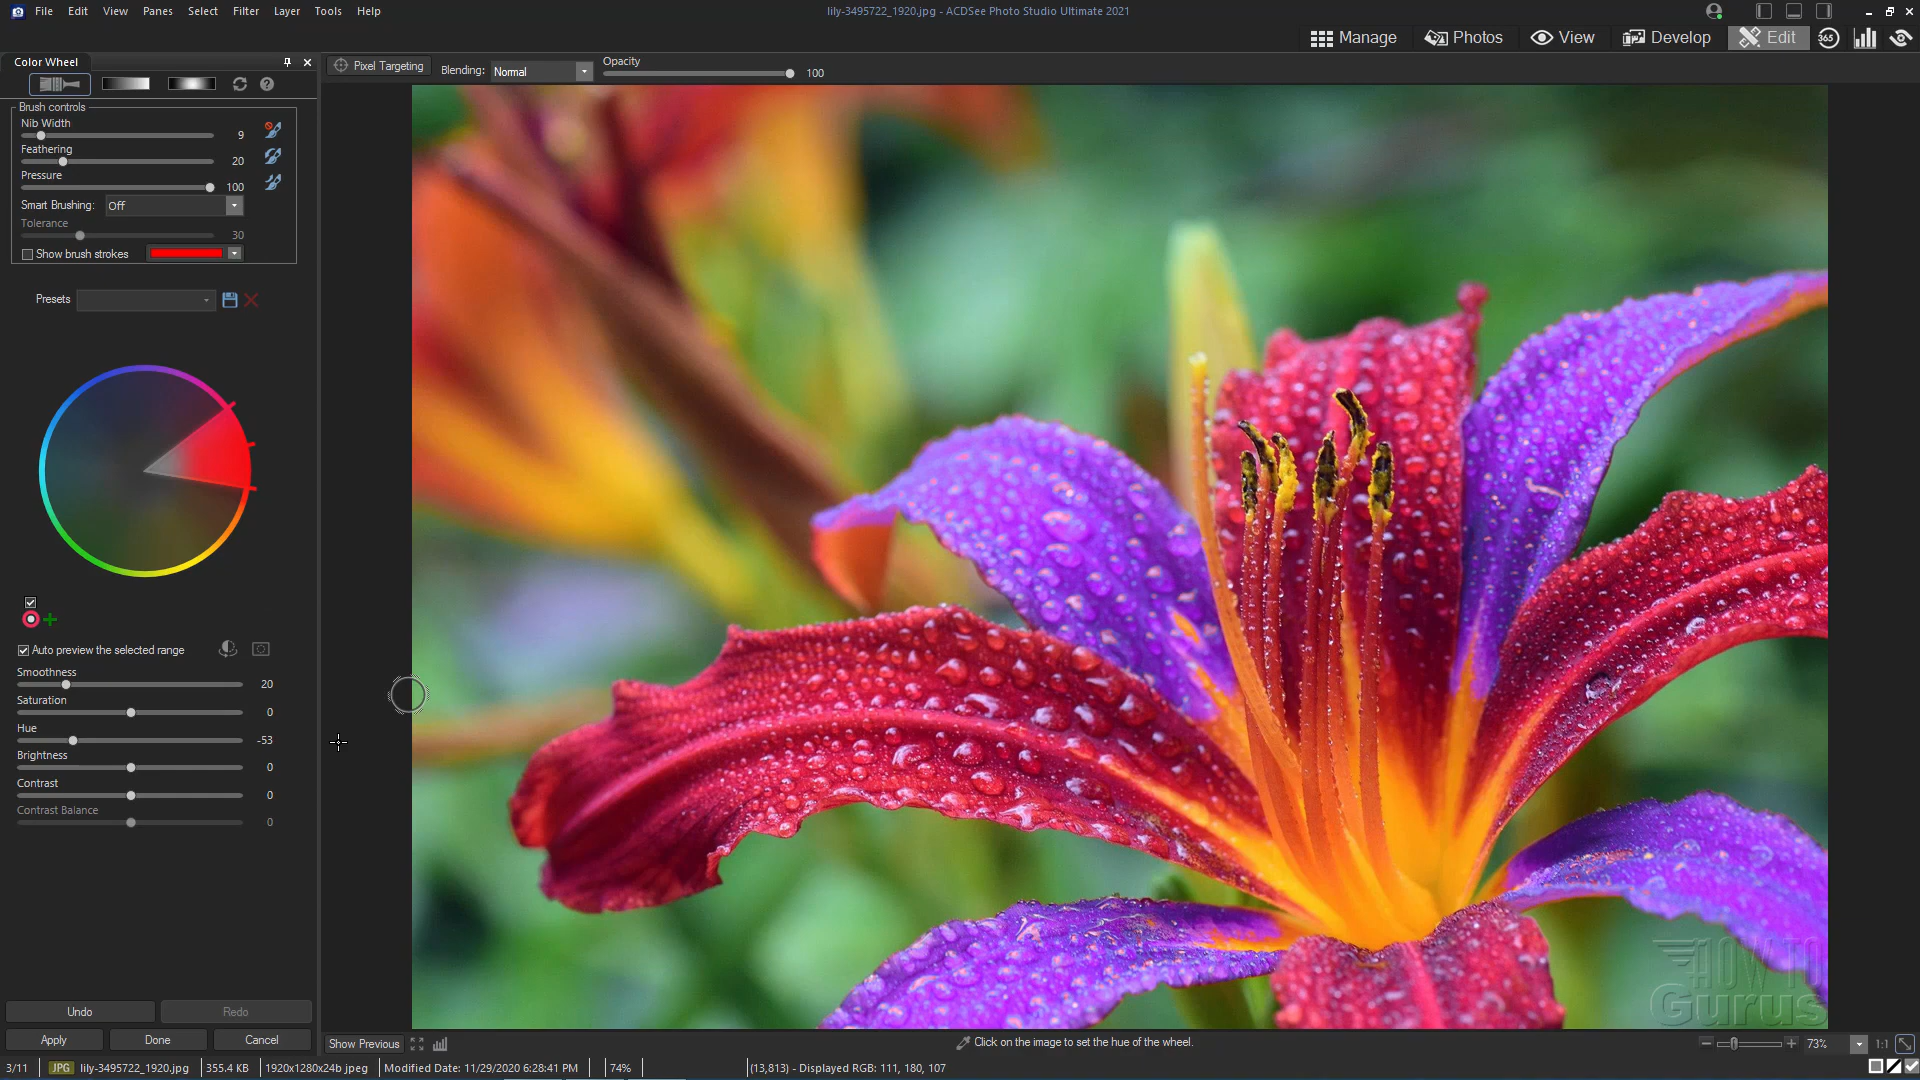 File Edit View Panes Select Filter Layer Tools Help
lily-3495722_1920.jpg - ACDSee Photo Studio Ultimate 2021
Manage Photos View Develop Edit 365
Color Wheel
Pixel Targeting Blending: Normal Opacity 100
Brush controls
Nib Width 9
Feathering 20
Pressure 100
Smart Brushing: Off
Tolerance 30
Show brush strokes
Presets
Auto preview the selected range
Smoothness 20
Saturation 0
Hue -53
Brightness 0
Contrast 0
Contrast Balance 0
HOW TO
Gurus
Undo Redo
Apply Done Cancel
Show Previous Click on the image to set the hue of the wheel. 73% 1:1
3/11 JPG lily-3495722_1920.jpg 355.4 KB 1920x1280x24b jpeg Modified Date: 11/29/2020 6:28:41 PM 74% (13,813) - Displayed RGB: 111, 180, 107